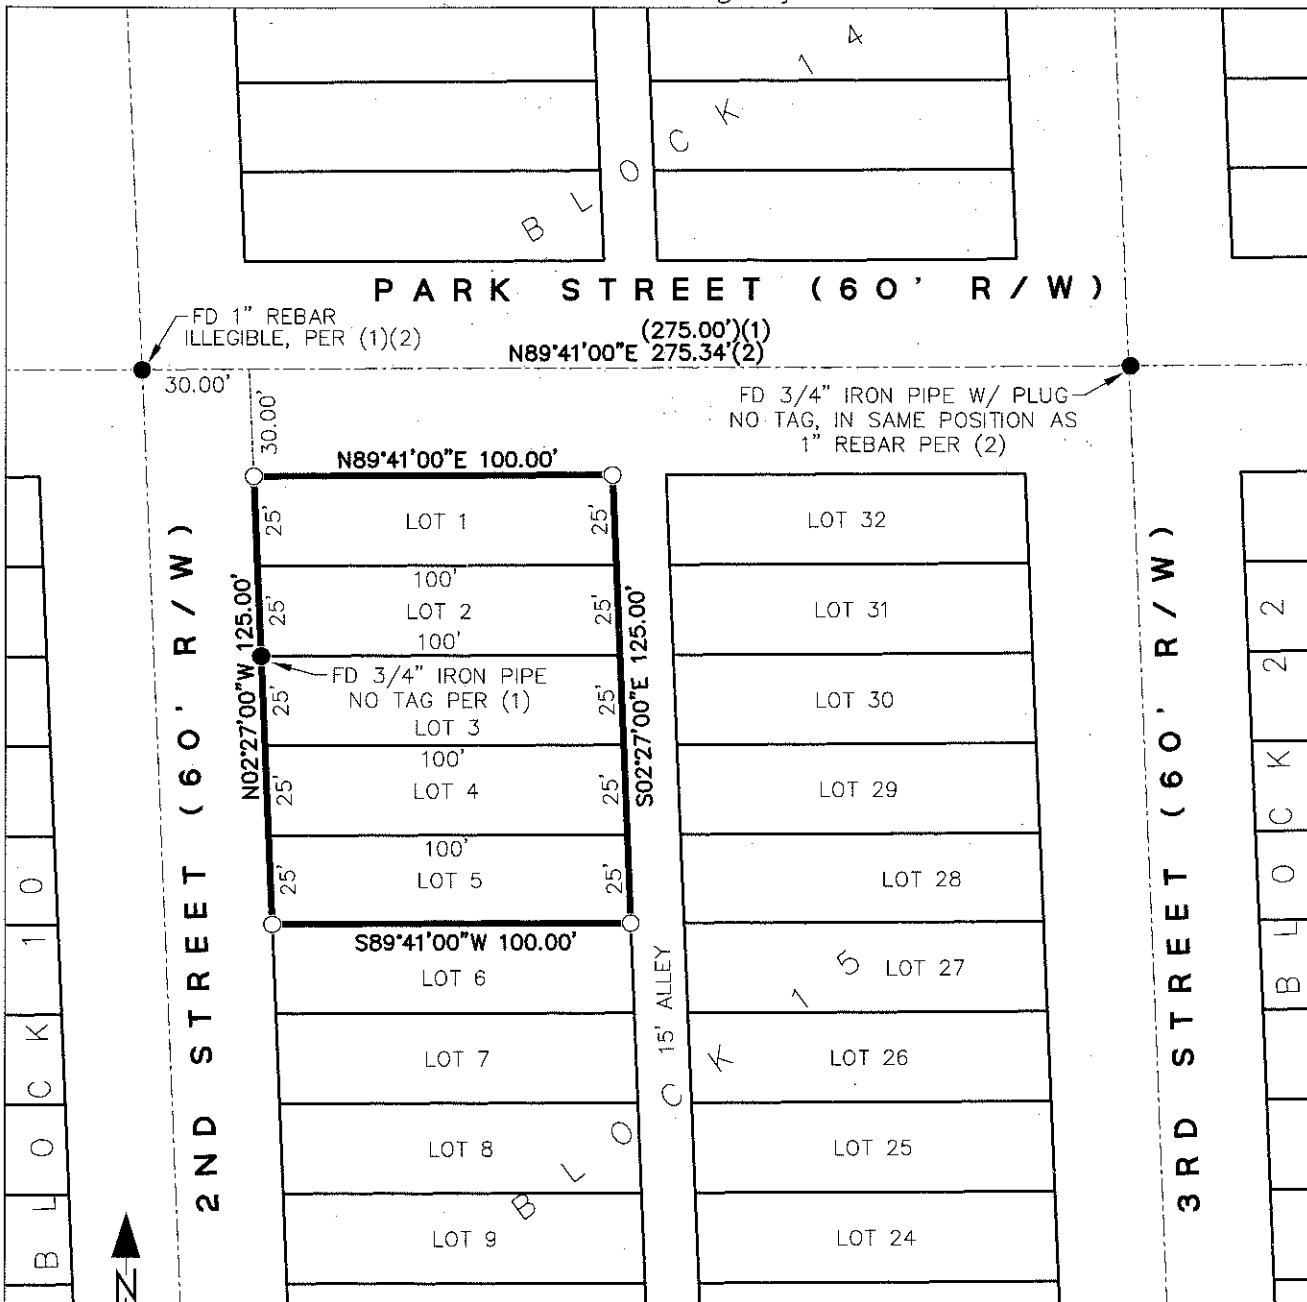 BLOCK 14
PARK STREET (60' R/W)
FD 1" REBAR
ILLEGIBLE, PER (1)(2)
(275.00')(1)
N89°41'00"E 275.34'(2)
30.00'
30.00'
FD 3/4" IRON PIPE W/ PLUG
NO TAG, IN SAME POSITION AS
1" REBAR PER (2)
N89°41'00"E 100.00'
25'
LOT 1
25'
LOT 32
100'
25'
LOT 2
25'
LOT 31
100'
FD 3/4" IRON PIPE
NO TAG PER (1)
25'
25'
LOT 3
LOT 30
100'
25'
LOT 4
25'
LOT 29
100'
25'
LOT 5
25'
LOT 28
N02°27'00"W 125.00'
S02°27'00"E 125.00'
S89°41'00"W 100.00'
LOT 6
LOT 27
LOT 7
LOT 26
LOT 8
LOT 25
LOT 9
LOT 24
15' ALLEY
BLOCK 15
2ND STREET (60' R/W)
3RD STREET (60' R/W)
BLOCK 10
BLOCK 22
N